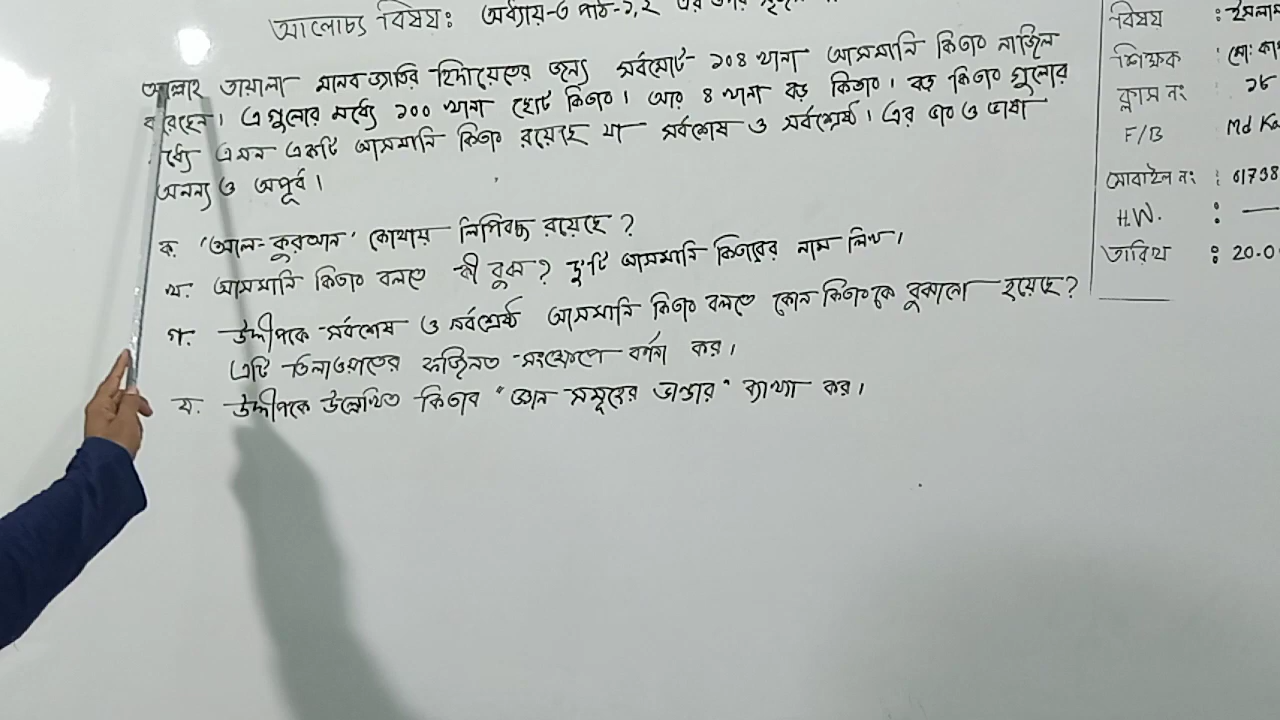 আলোচ্য বিষয়ঃ অধ্যায়-৩ পাঠ-১,২
আল্লাহ তায়ালা মানব জাতির হিদায়েতের জন্যে সর্বমোট- ১০৪ খানা আসমানি কিতাব নাজিল
করেছেন। এগুলোর মধ্যে ১০০ খানা ছোট কিতাব। আর ৪ খানা বড় কিতাব। বড় কিতাব গুলোর
মধ্যে এমন একটি আসমানি কিতাব রয়েছে যা সর্বশেষ ও সর্বশ্রেষ্ঠ। এর ভাব ও ভাষা
অনন্য ও অপূর্ব।
ক. 'আল-কুরআন' কোথায় লিপিবদ্ধ রয়েছে?
খ. আসমানি কিতাব বলতে কী বুঝ? দু'টি আসমানি কিতাবের নাম লিখ।
গ. উদ্দীপকে সর্বশেষ ও সর্বশ্রেষ্ঠ আসমানি কিতাব বলতে কোন কিতাবকে বুঝানো হয়েছে?
এটি তিলাওয়াতের ফজিলত সংক্ষেপে বর্ণনা কর।
ঘ. উদ্দীপকে উল্লেখিত কিতাব "জ্ঞান সমূহের ভান্ডার" ব্যাখ্যা কর।
বিষয় : ইসলাম
শিক্ষক : মো: কা
ক্লাস নং : ১৮
F/B Md Ka
মোবাইল নং : 01738
H.W. : —
তারিখ : 20.0